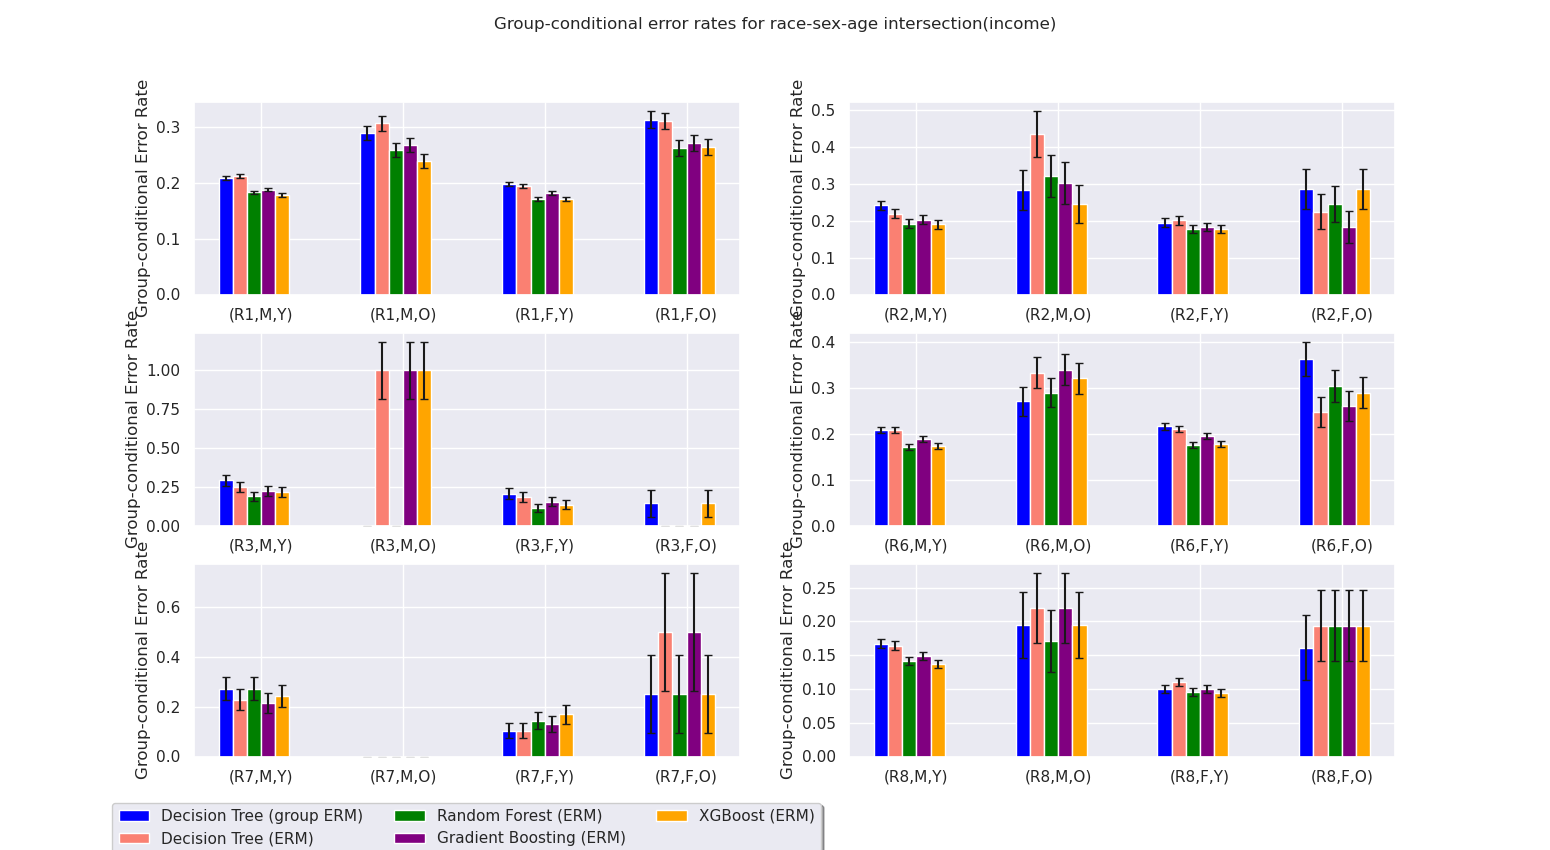 Group-conditional error rates for race-sex-age intersection(income)
Group-conditional Error Rate
0.3
0.2
0.1
0.0
(R1,M,Y) (R1,M,O) (R1,F,Y) (R1,F,O)
Group-conditional Error Rate
0.5
0.4
0.3
0.2
0.1
0.0
(R2,M,Y) (R2,M,O) (R2,F,Y) (R2,F,O)
Group-conditional Error Rate
1.00
0.75
0.50
0.25
0.00
(R3,M,Y) (R3,M,O) (R3,F,Y) (R3,F,O)
Group-conditional Error Rate
0.4
0.3
0.2
0.1
0.0
(R6,M,Y) (R6,M,O) (R6,F,Y) (R6,F,O)
Group-conditional Error Rate
0.6
0.4
0.2
0.0
(R7,M,Y) (R7,M,O) (R7,F,Y) (R7,F,O)
Group-conditional Error Rate
0.25
0.20
0.15
0.10
0.05
0.00
(R8,M,Y) (R8,M,O) (R8,F,Y) (R8,F,O)
Decision Tree (group ERM) Random Forest (ERM) XGBoost (ERM)
Decision Tree (ERM) Gradient Boosting (ERM)